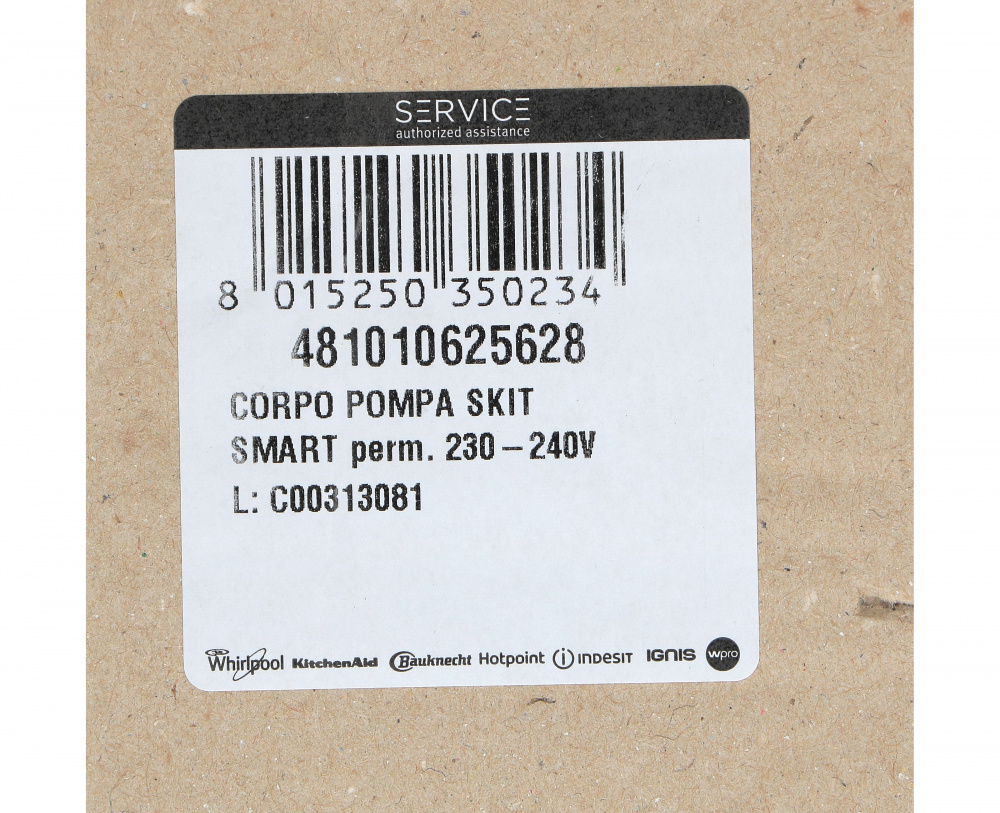 SERVICE
authorized assistance
8 015250 350234
481010625628
CORPO POMPA SKIT
SMART perm. 230-240V
L: C00313081
Whirlpool KitchenAid Bauknecht Hotpoint i INDESIT IGNIS wpro